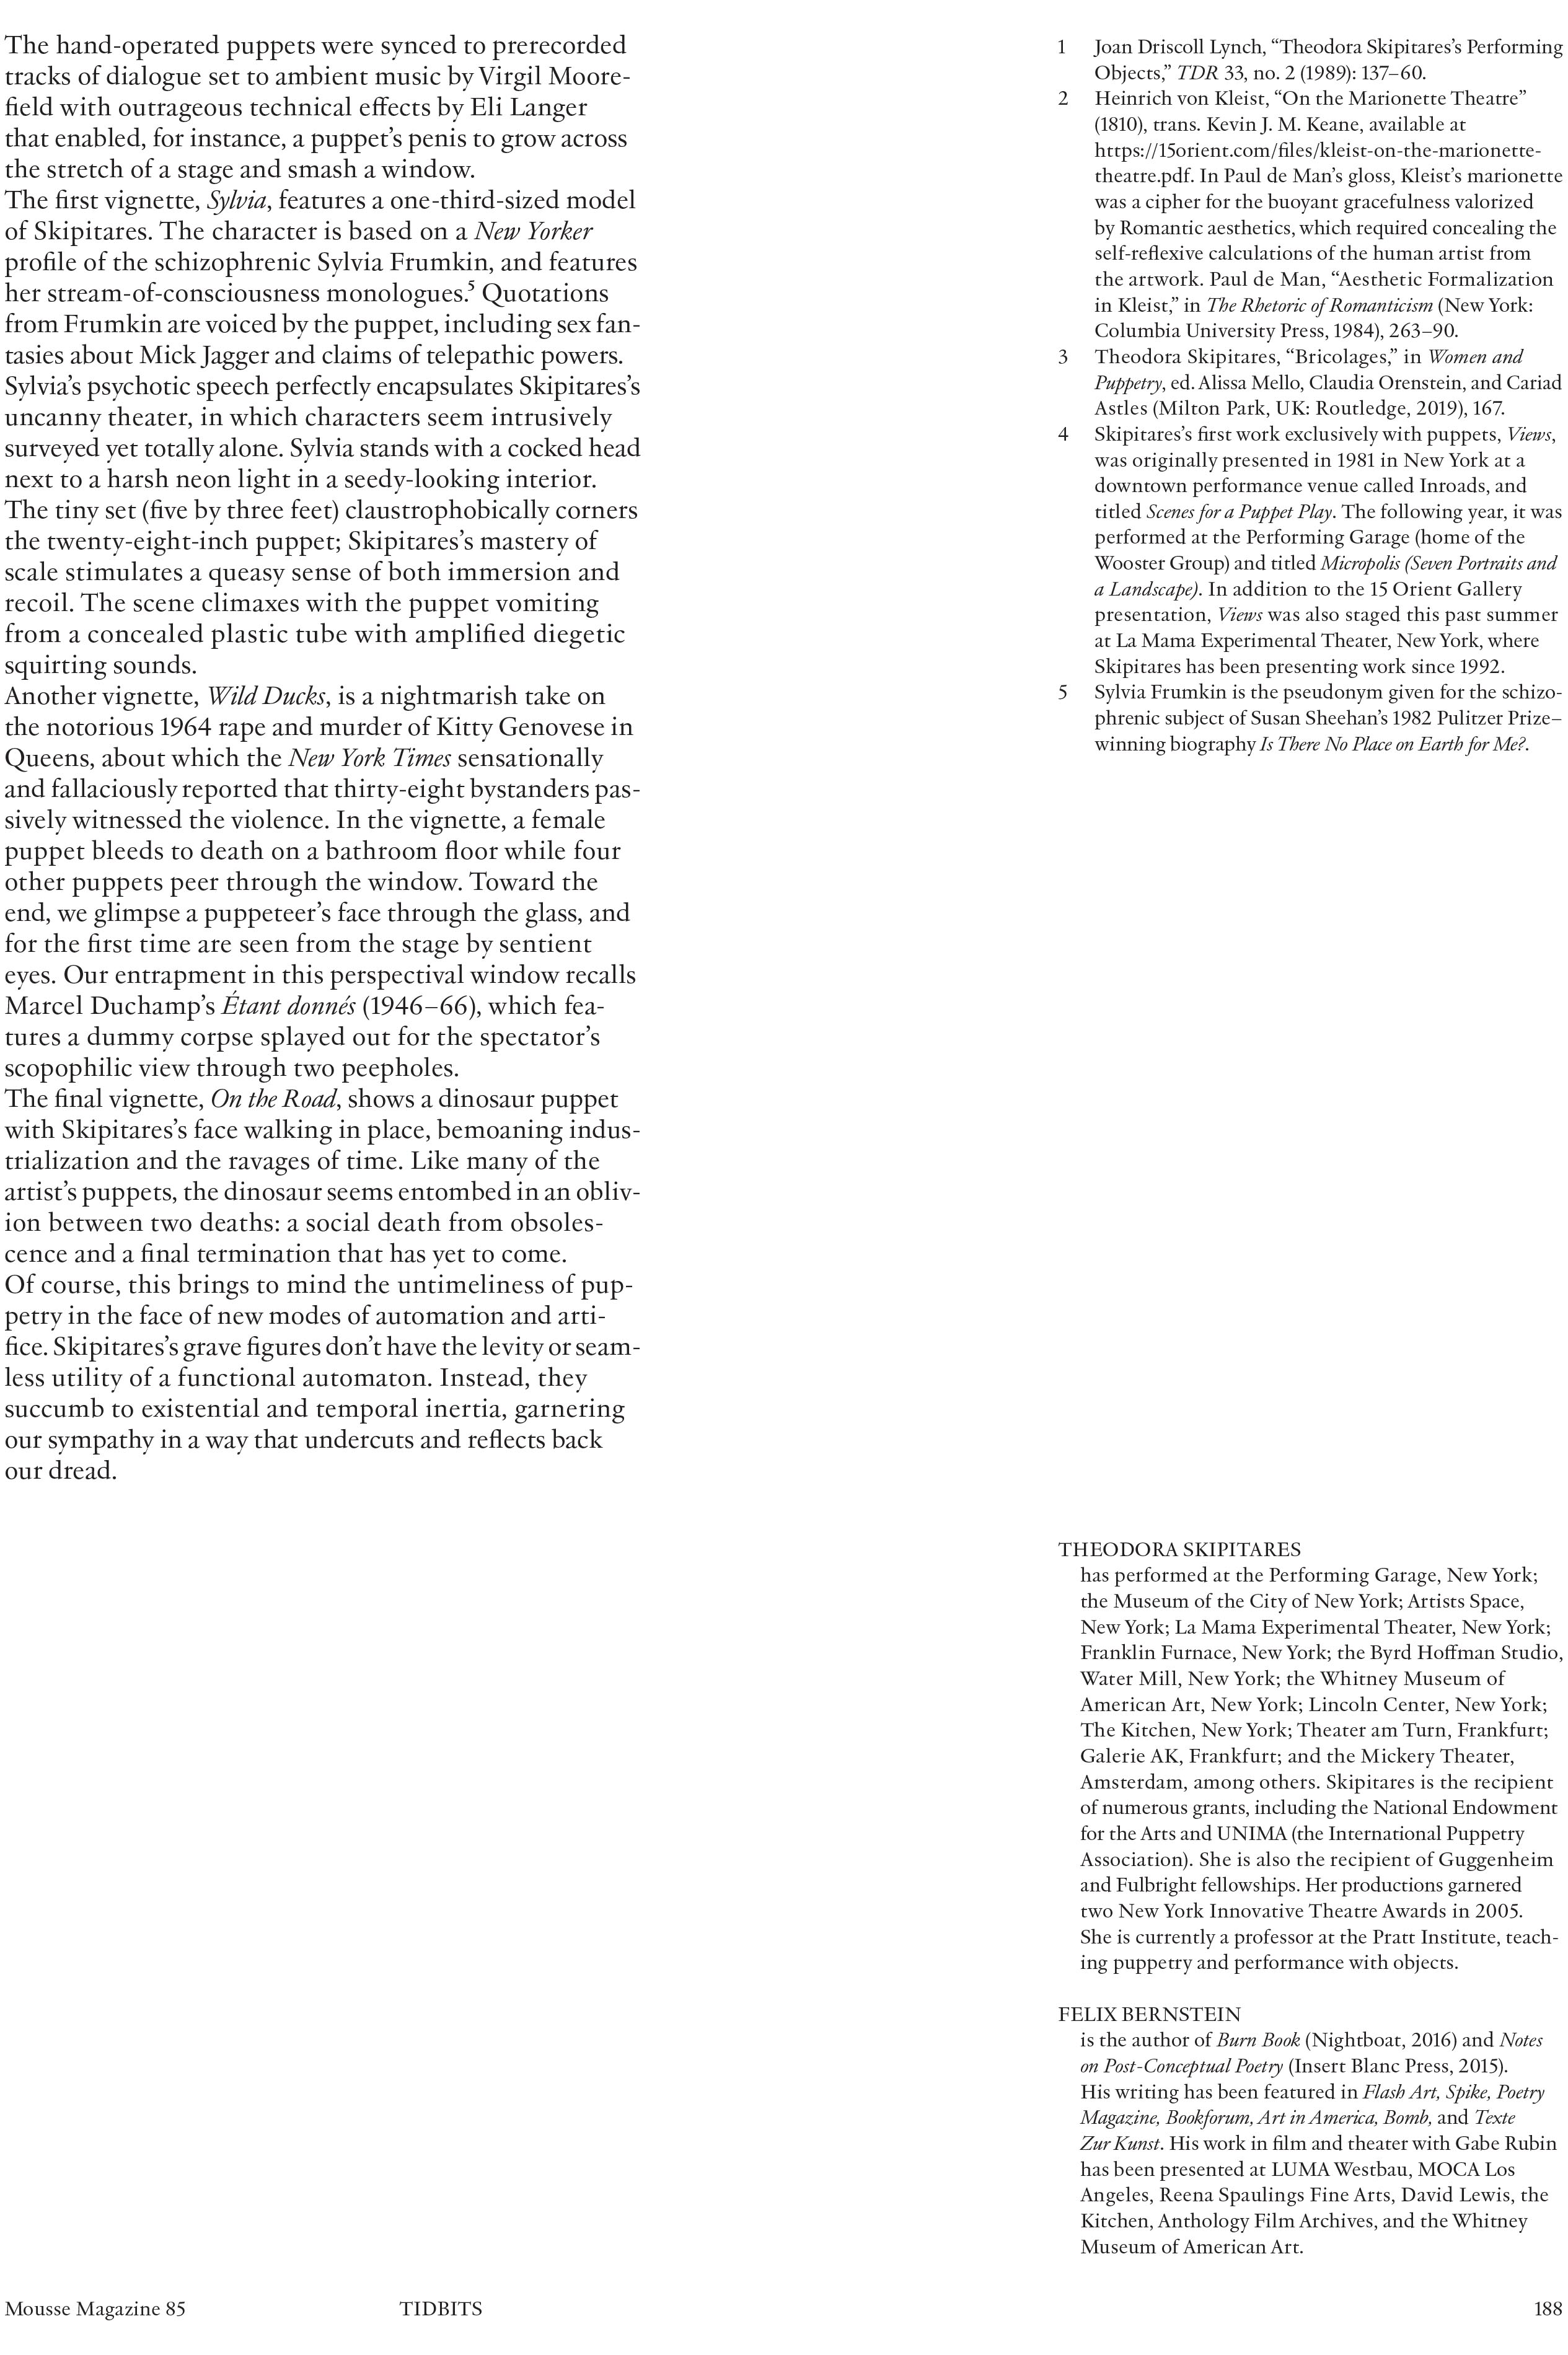 The hand-operated puppets were synced to prerecorded
tracks of dialogue set to ambient music by Virgil Moore-
field with outrageous technical effects by Eli Langer
that enabled, for instance, a puppet’s penis to grow across
the stretch of a stage and smash a window.
The first vignette, Sylvia, features a one-third-sized model
of Skipitares. The character is based on a New Yorker
profile of the schizophrenic Sylvia Frumkin, and features
her stream-of-consciousness monologues.⁵ Quotations
from Frumkin are voiced by the puppet, including sex fan-
tasies about Mick Jagger and claims of telepathic powers.
Sylvia’s psychotic speech perfectly encapsulates Skipitares’s
uncanny theater, in which characters seem intrusively
surveyed yet totally alone. Sylvia stands with a cocked head
next to a harsh neon light in a seedy-looking interior.
The tiny set (five by three feet) claustrophobically corners
the twenty-eight-inch puppet; Skipitares’s mastery of
scale stimulates a queasy sense of both immersion and
recoil. The scene climaxes with the puppet vomiting
from a concealed plastic tube with amplified diegetic
squirting sounds.
Another vignette, Wild Ducks, is a nightmarish take on
the notorious 1964 rape and murder of Kitty Genovese in
Queens, about which the New York Times sensationally
and fallaciously reported that thirty-eight bystanders pas-
sively witnessed the violence. In the vignette, a female
puppet bleeds to death on a bathroom floor while four
other puppets peer through the window. Toward the
end, we glimpse a puppeteer’s face through the glass, and
for the first time are seen from the stage by sentient
eyes. Our entrapment in this perspectival window recalls
Marcel Duchamp’s Étant donnés (1946–66), which fea-
tures a dummy corpse splayed out for the spectator’s
scopophilic view through two peepholes.
The final vignette, On the Road, shows a dinosaur puppet
with Skipitares’s face walking in place, bemoaning indus-
trialization and the ravages of time. Like many of the
artist’s puppets, the dinosaur seems entombed in an obliv-
ion between two deaths: a social death from obsoles-
cence and a final termination that has yet to come.
Of course, this brings to mind the untimeliness of pup-
petry in the face of new modes of automation and arti-
fice. Skipitares’s grave figures don’t have the levity or seam-
less utility of a functional automaton. Instead, they
succumb to existential and temporal inertia, garnering
our sympathy in a way that undercuts and reflects back
our dread.
1 Joan Driscoll Lynch, “Theodora Skipitares’s Performing
Objects,” TDR 33, no. 2 (1989): 137–60.
2 Heinrich von Kleist, “On the Marionette Theatre”
(1810), trans. Kevin J. M. Keane, available at
https://15orient.com/files/kleist-on-the-marionette-
theatre.pdf. In Paul de Man’s gloss, Kleist’s marionette
was a cipher for the buoyant gracefulness valorized
by Romantic aesthetics, which required concealing the
self-reflexive calculations of the human artist from
the artwork. Paul de Man, “Aesthetic Formalization
in Kleist,” in The Rhetoric of Romanticism (New York:
Columbia University Press, 1984), 263–90.
3 Theodora Skipitares, “Bricolages,” in Women and
Puppetry, ed. Alissa Mello, Claudia Orenstein, and Cariad
Astles (Milton Park, UK: Routledge, 2019), 167.
4 Skipitares’s first work exclusively with puppets, Views,
was originally presented in 1981 in New York at a
downtown performance venue called Inroads, and
titled Scenes for a Puppet Play. The following year, it was
performed at the Performing Garage (home of the
Wooster Group) and titled Micropolis (Seven Portraits and
a Landscape). In addition to the 15 Orient Gallery
presentation, Views was also staged this past summer
at La Mama Experimental Theater, New York, where
Skipitares has been presenting work since 1992.
5 Sylvia Frumkin is the pseudonym given for the schizo-
phrenic subject of Susan Sheehan’s 1982 Pulitzer Prize–
winning biography Is There No Place on Earth for Me?.
THEODORA SKIPITARES
has performed at the Performing Garage, New York;
the Museum of the City of New York; Artists Space,
New York; La Mama Experimental Theater, New York;
Franklin Furnace, New York; the Byrd Hoffman Studio,
Water Mill, New York; the Whitney Museum of
American Art, New York; Lincoln Center, New York;
The Kitchen, New York; Theater am Turn, Frankfurt;
Galerie AK, Frankfurt; and the Mickery Theater,
Amsterdam, among others. Skipitares is the recipient
of numerous grants, including the National Endowment
for the Arts and UNIMA (the International Puppetry
Association). She is also the recipient of Guggenheim
and Fulbright fellowships. Her productions garnered
two New York Innovative Theatre Awards in 2005.
She is currently a professor at the Pratt Institute, teach-
ing puppetry and performance with objects.
FELIX BERNSTEIN
is the author of Burn Book (Nightboat, 2016) and Notes
on Post-Conceptual Poetry (Insert Blanc Press, 2015).
His writing has been featured in Flash Art, Spike, Poetry
Magazine, Bookforum, Art in America, Bomb, and Texte
Zur Kunst. His work in film and theater with Gabe Rubin
has been presented at LUMA Westbau, MOCA Los
Angeles, Reena Spaulings Fine Arts, David Lewis, the
Kitchen, Anthology Film Archives, and the Whitney
Museum of American Art.
Mousse Magazine 85 TIDBITS 188